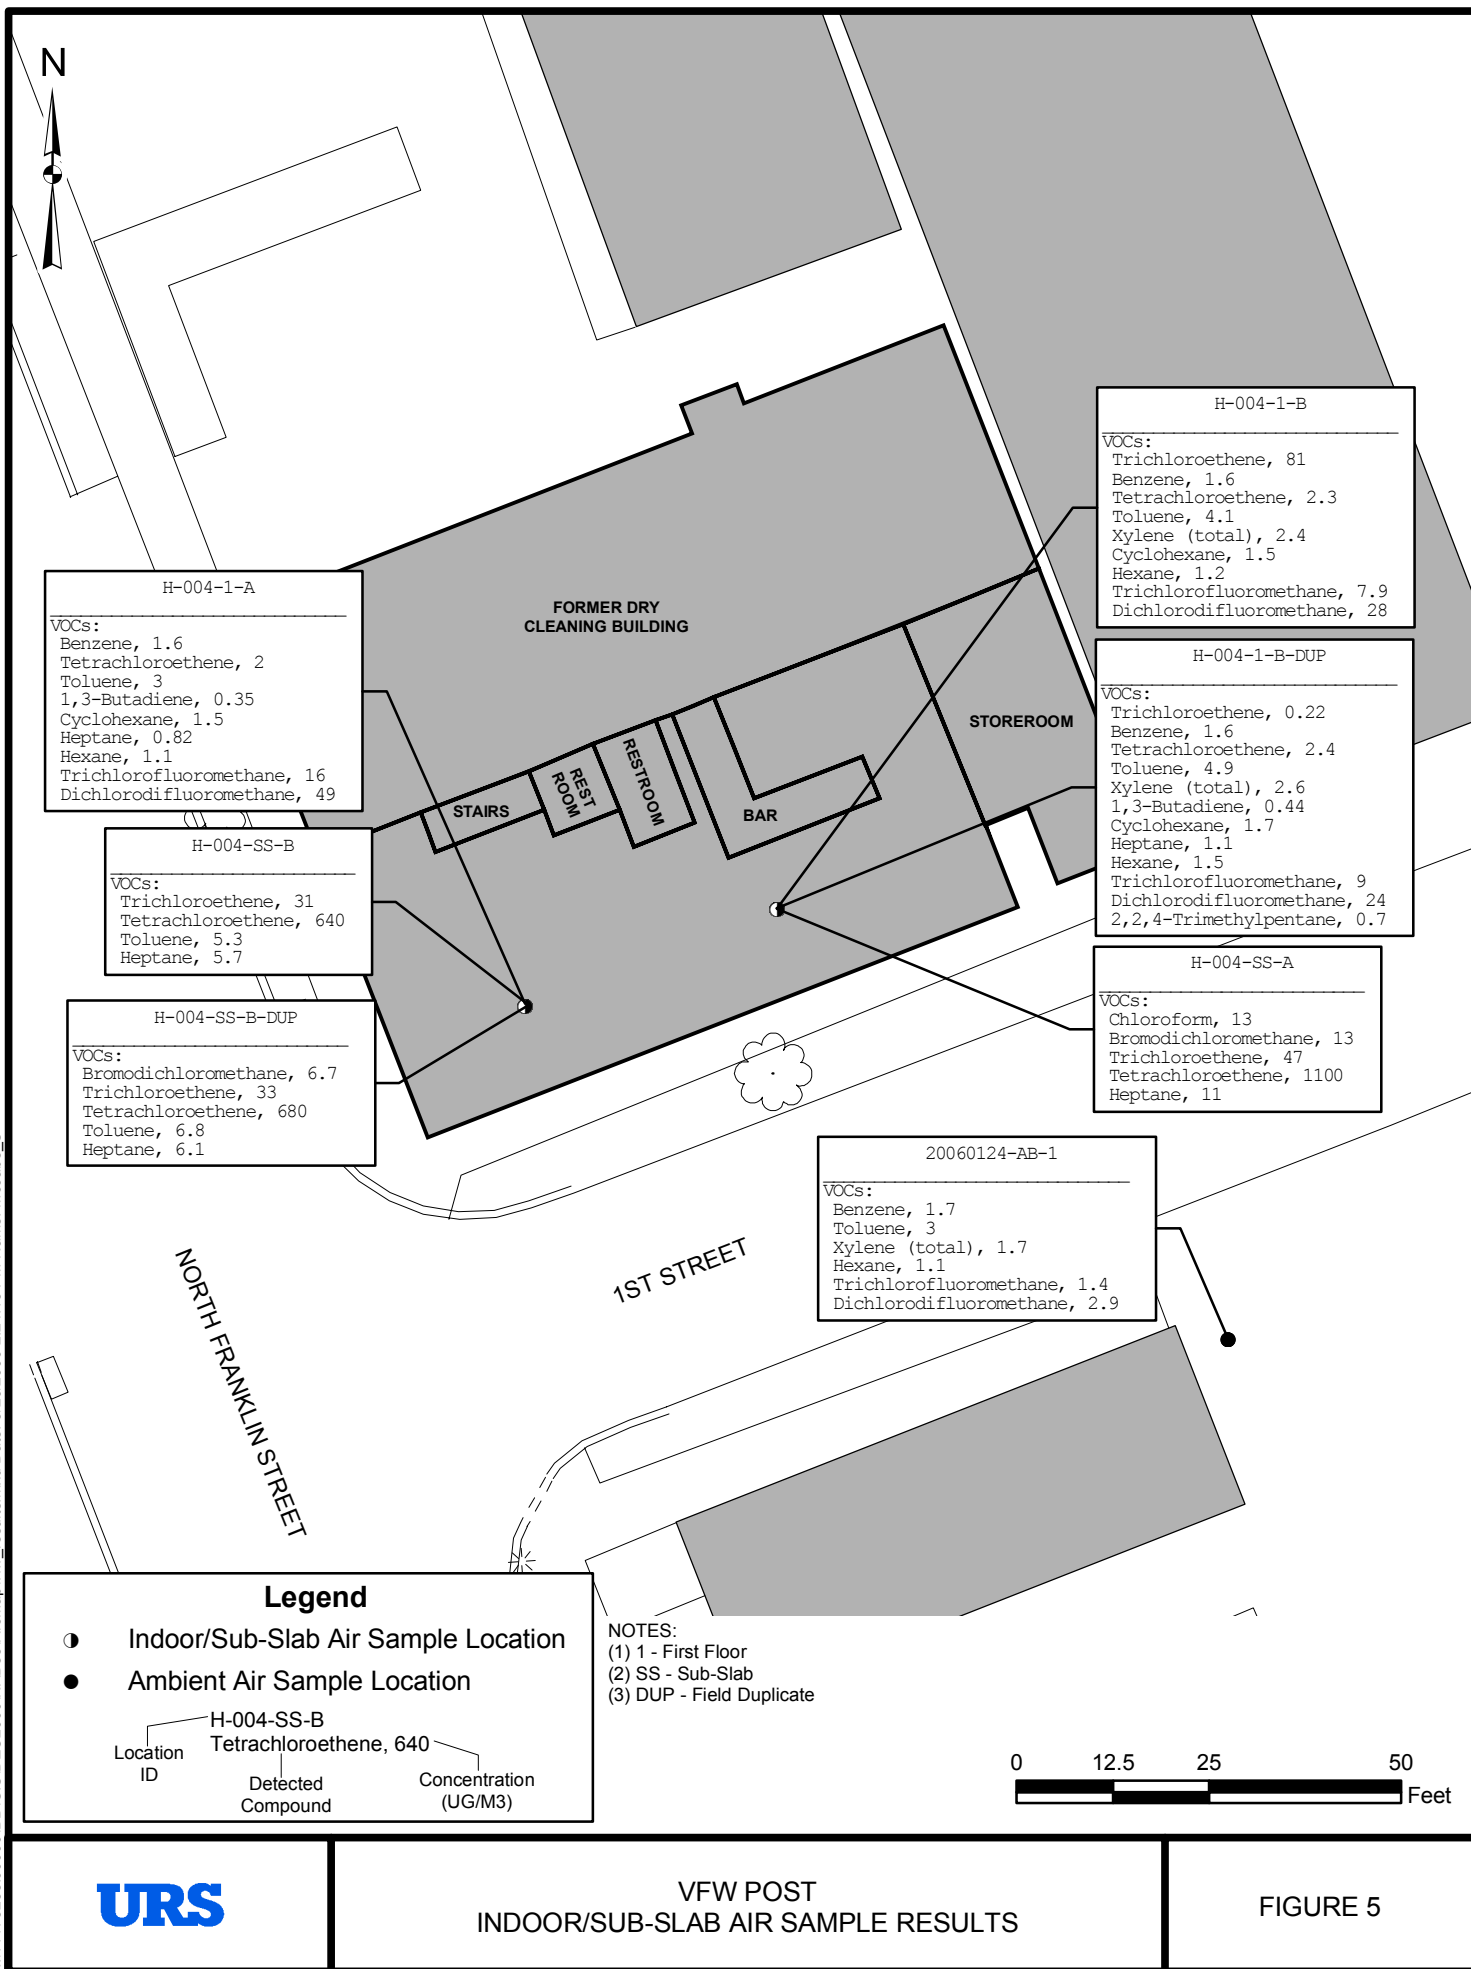 N
H-004-1-B
VOCs:
Trichloroethene, 81
Benzene, 1.6
Tetrachloroethene, 2.3
Toluene, 4.1
Xylene (total), 2.4
Cyclohexane, 1.5
Hexane, 1.2
Trichlorofluoromethane, 7.9
Dichlorodifluoromethane, 28
H-004-1-A
VOCs:
Benzene, 1.6
Tetrachloroethene, 2
Toluene, 3
1,3-Butadiene, 0.35
Cyclohexane, 1.5
Heptane, 0.82
Hexane, 1.1
Trichlorofluoromethane, 16
Dichlorodifluoromethane, 49
FORMER DRY
CLEANING BUILDING
H-004-1-B-DUP
VOCs:
Trichloroethene, 0.22
Benzene, 1.6
Tetrachloroethene, 2.4
Toluene, 4.9
Xylene (total), 2.6
1,3-Butadiene, 0.44
Cyclohexane, 1.7
Heptane, 1.1
Hexane, 1.5
Trichlorofluoromethane, 9
Dichlorodifluoromethane, 24
2,2,4-Trimethylpentane, 0.7
STOREROOM
STAIRS
REST
ROOM
RESTROOM
BAR
H-004-SS-B
VOCs:
Trichloroethene, 31
Tetrachloroethene, 640
Toluene, 5.3
Heptane, 5.7
H-004-SS-A
VOCs:
Chloroform, 13
Bromodichloromethane, 13
Trichloroethene, 47
Tetrachloroethene, 1100
Heptane, 11
H-004-SS-B-DUP
VOCs:
Bromodichloromethane, 6.7
Trichloroethene, 33
Tetrachloroethene, 680
Toluene, 6.8
Heptane, 6.1
20060124-AB-1
VOCs:
Benzene, 1.7
Toluene, 3
Xylene (total), 1.7
Hexane, 1.1
Trichlorofluoromethane, 1.4
Dichlorodifluoromethane, 2.9
1ST STREET
NORTH FRANKLIN STREET
Legend
Indoor/Sub-Slab Air Sample Location
Ambient Air Sample Location
H-004-SS-B
Tetrachloroethene, 640
Location
ID
Detected
Compound
Concentration
(UG/M3)
NOTES:
(1) 1 - First Floor
(2) SS - Sub-Slab
(3) DUP - Field Duplicate
0 12.5 25 50
Feet
URS
VFW POST
INDOOR/SUB-SLAB AIR SAMPLE RESULTS
FIGURE 5